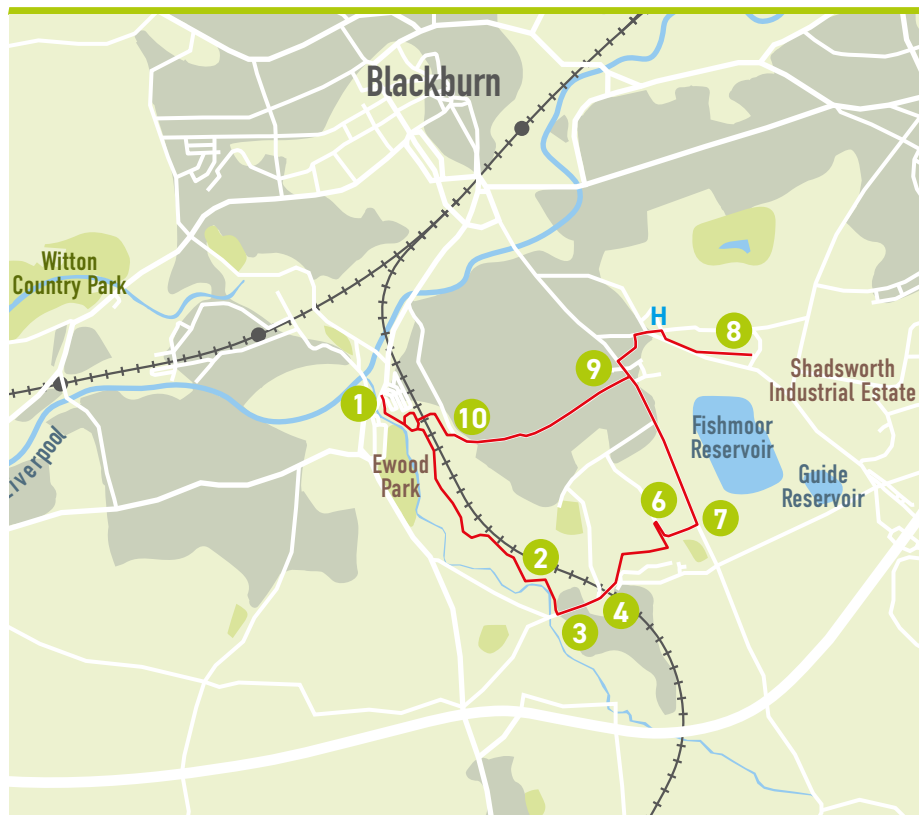 Blackburn
Witton
Country Park
H
8
9
Shadsworth
Industrial Estate
1
10
Fishmoor
Reservoir
Liverpool
Ewood
Park
Guide
Reservoir
6
7
2
4
3